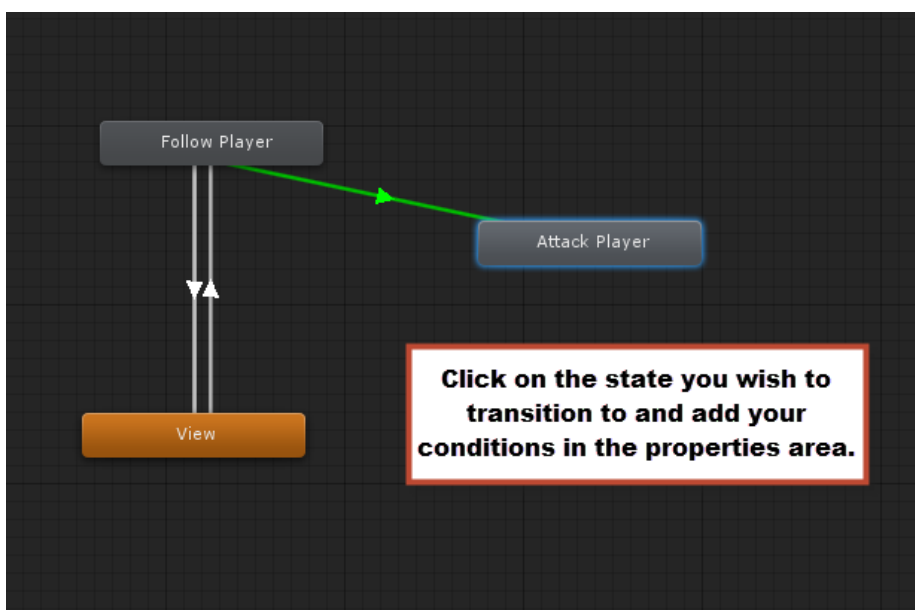 Follow Player
Attack Player
Click on the state you wish to
transition to and add your
conditions in the properties area.
View